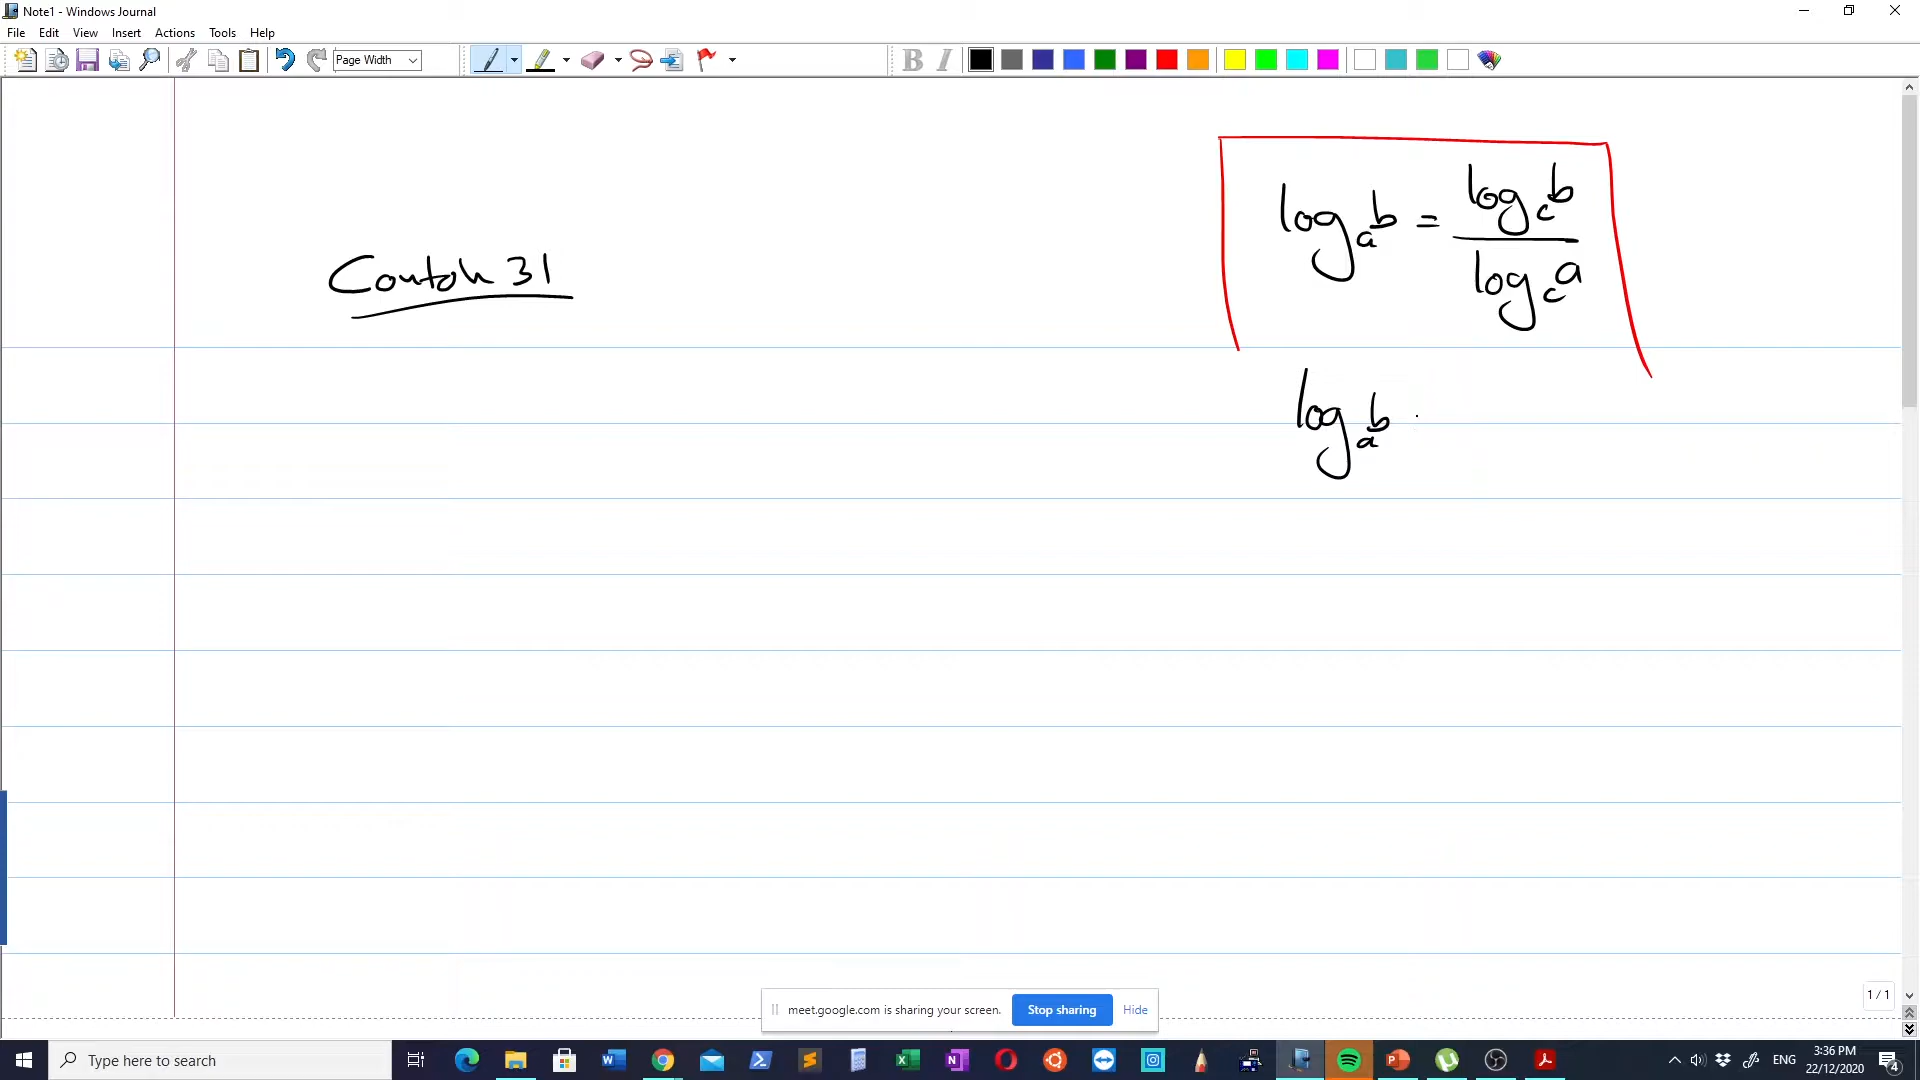 Note1 - Windows Journal
File Edit View Insert Actions Tools Help
Page Width
B I
log_a b = log_c b / log_c a
Contoh 31
log_a b
1 / 1
meet.google.com is sharing your screen. Stop sharing Hide
Type here to search
ENG
3:36 PM
22/12/2020
4